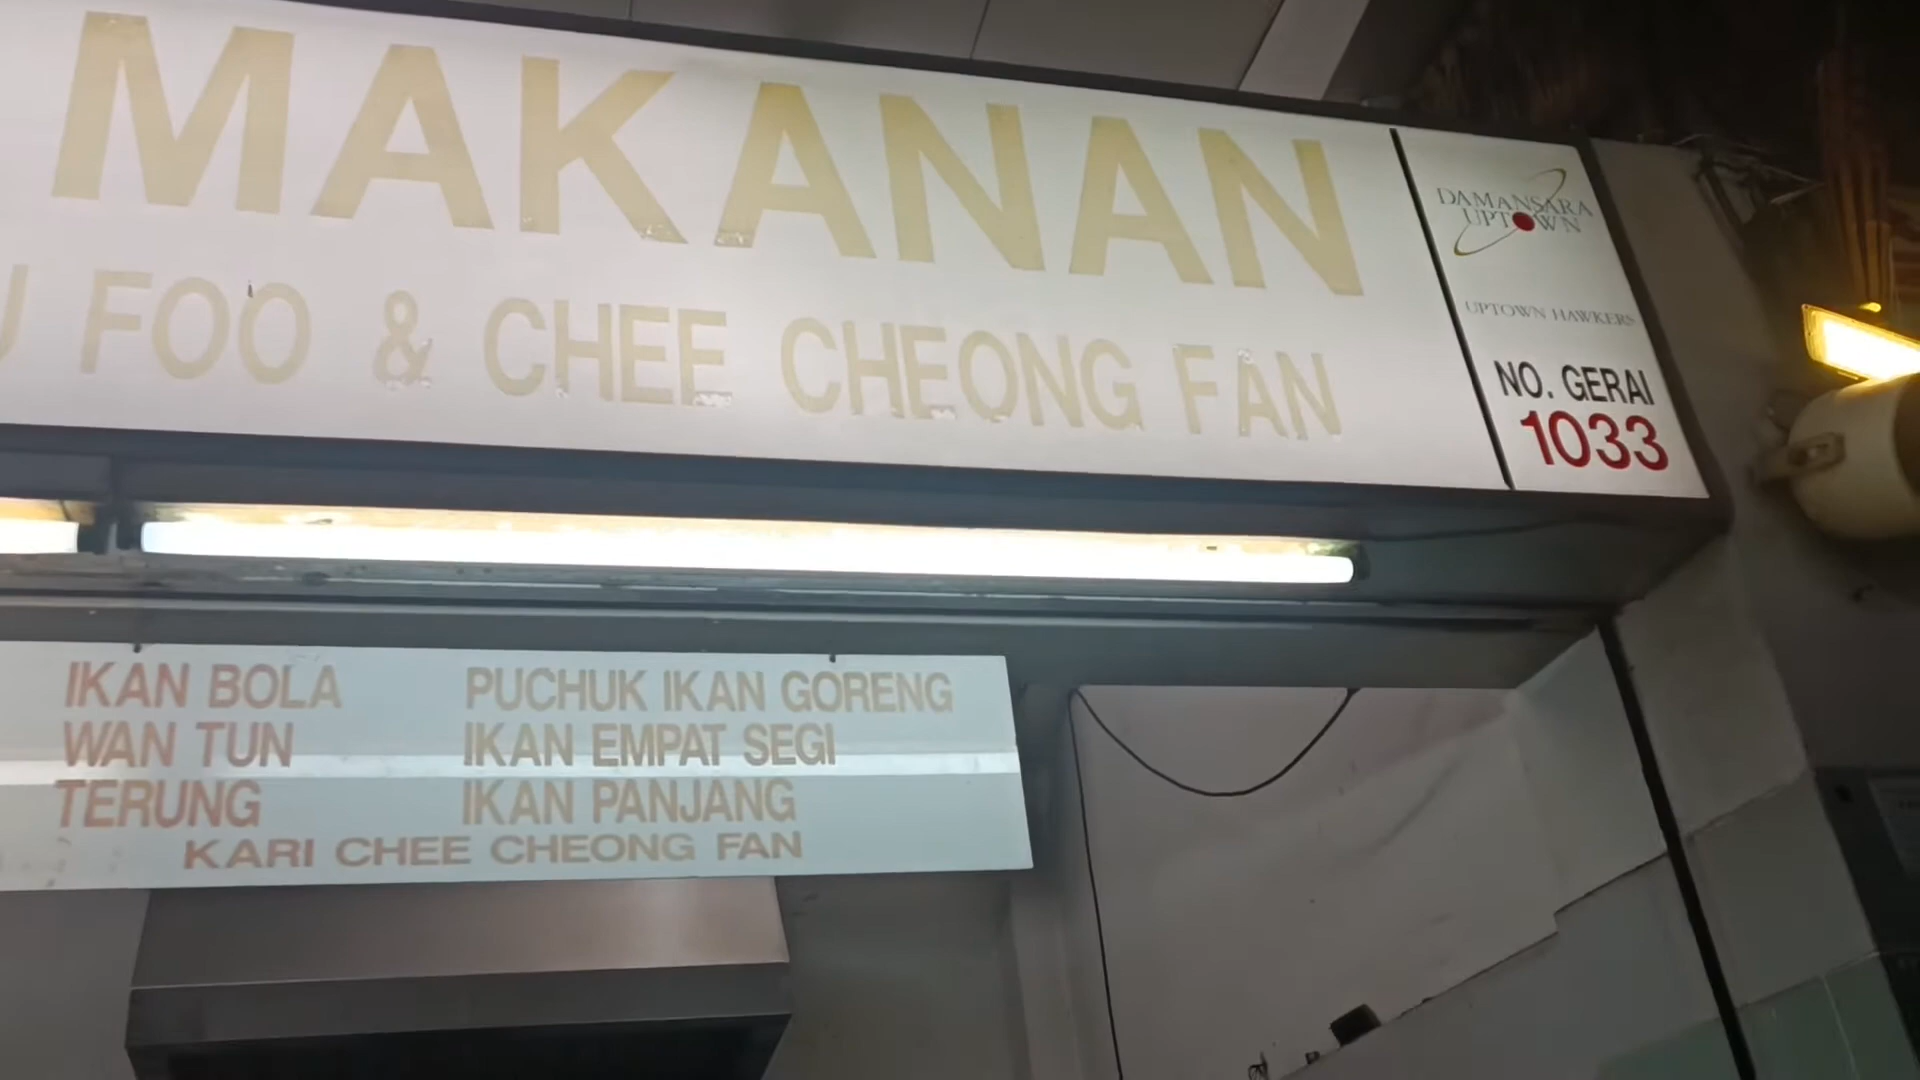 MAKANAN
FOO & CHEE CHEONG FAN
DAMANSARA
UPTOWN
UPTOWN HAWKERS
NO. GERAI
1033
IKAN BOLA PUCHUK IKAN GORENG
WAN TUN IKAN EMPAT SEGI
TERUNG IKAN PANJANG
KARI CHEE CHEONG FAN